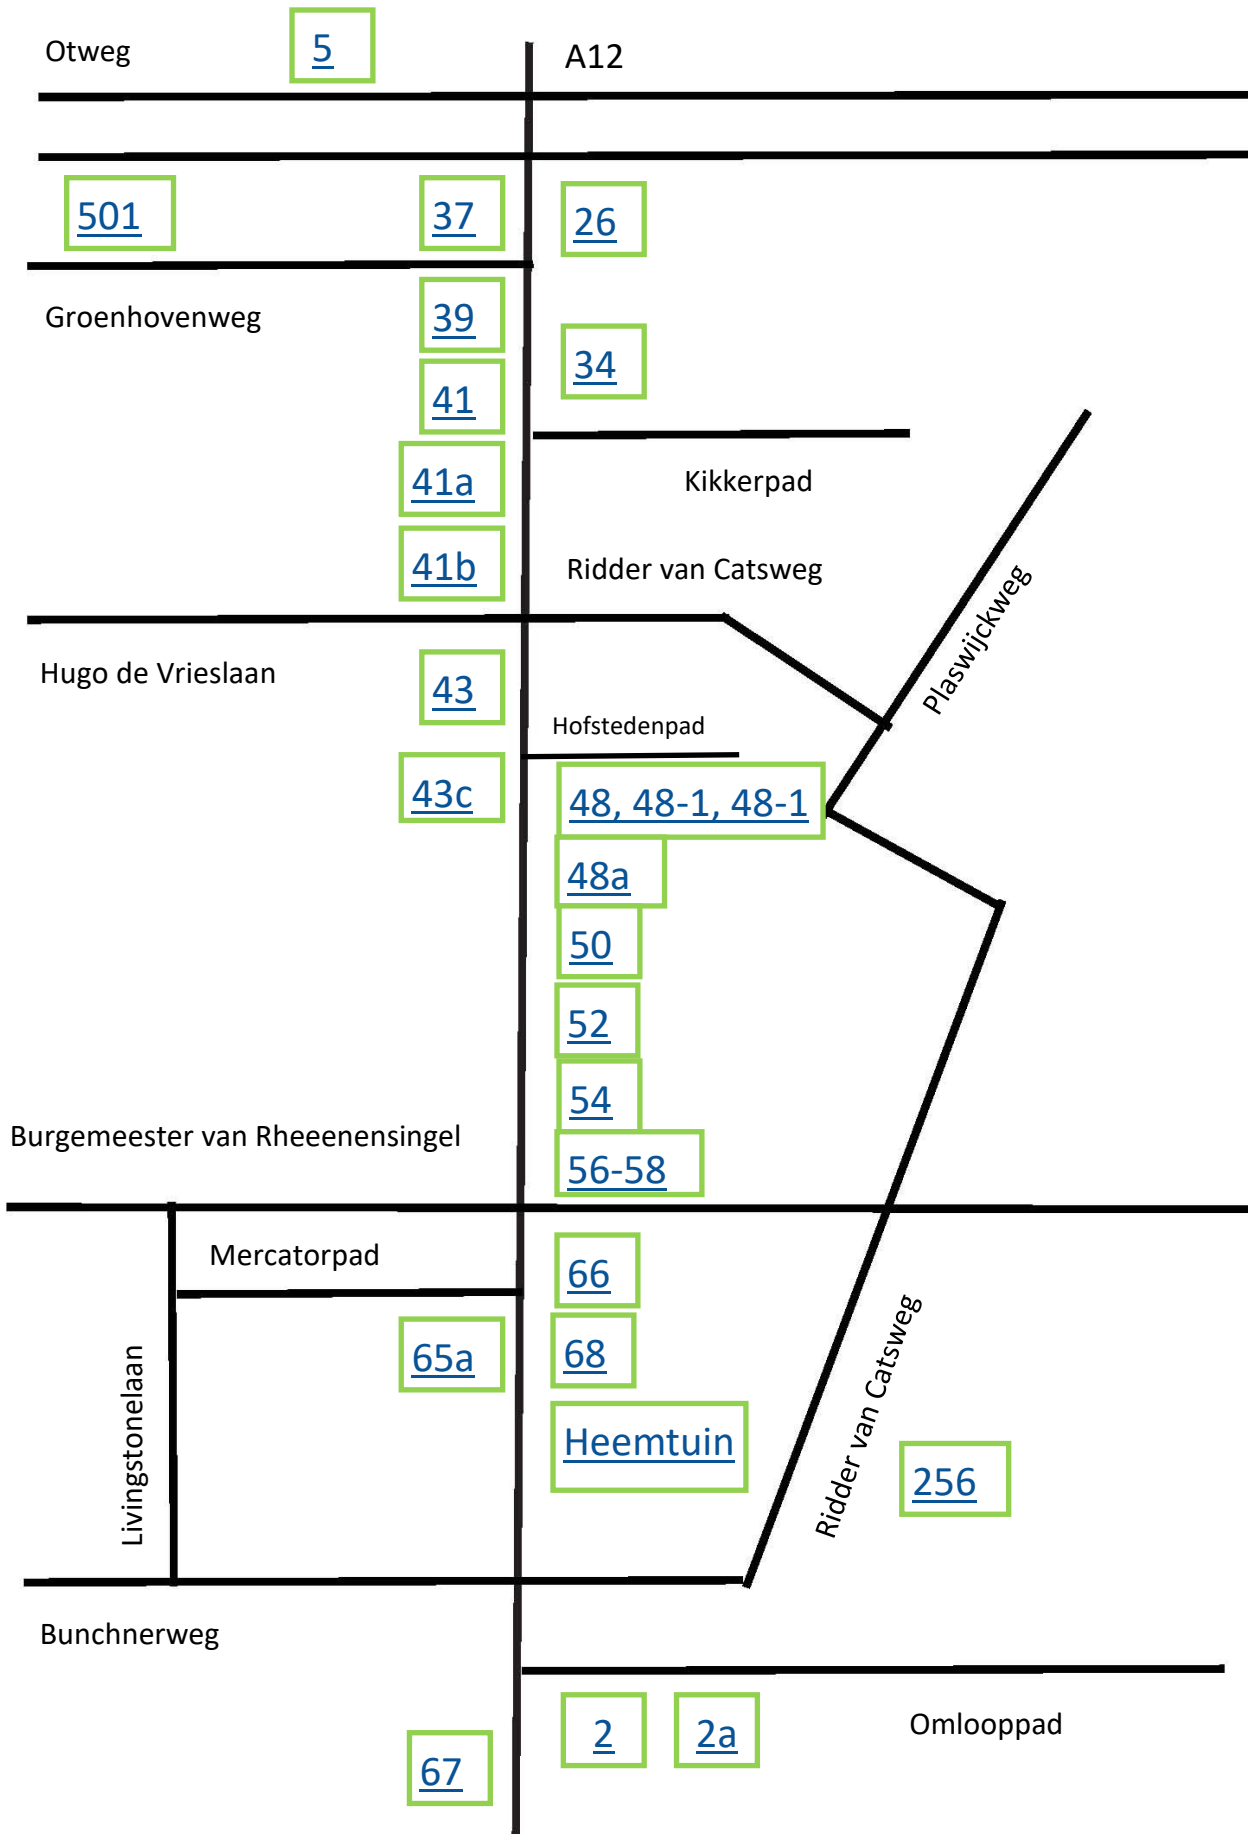 Otweg
5
A12
501
37
26
Groenhovenweg
39
34
41
41a
Kikkerpad
41b
Ridder van Catsweg
Plaswijckweg
Hugo de Vrieslaan
43
Hofstedenpad
43c
48, 48-1, 48-1
48a
50
52
54
Burgemeester van Rheeenensingel
56-58
Mercatorpad
66
65a
68
Livingstonelaan
Ridder van Catsweg
Heemtuin
256
Bunchnerweg
2
2a
Omlooppad
67